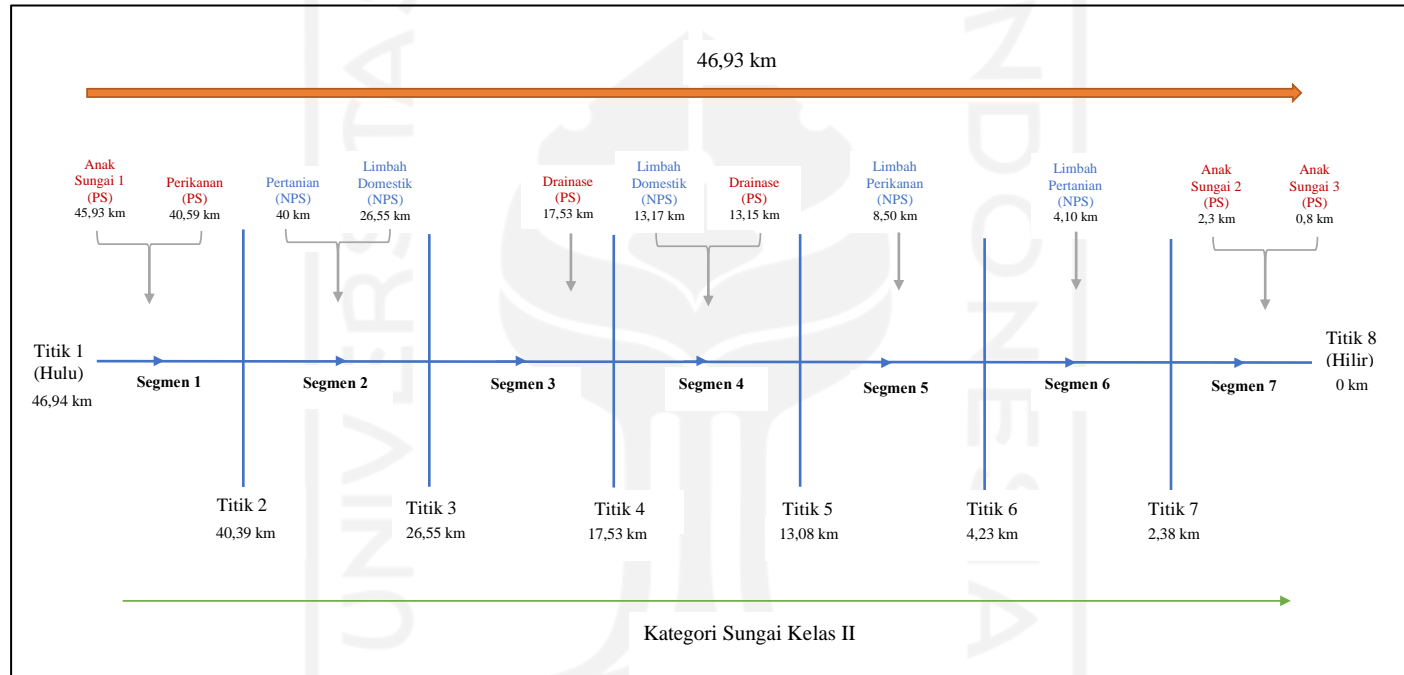 46,93 km
Anak
Sungai 1
(PS)
45,93 km
Perikanan
(PS)
40,59 km
Pertanian
(NPS)
40 km
Limbah
Domestik
(NPS)
26,55 km
Drainase
(PS)
17,53 km
Limbah
Domestik
(NPS)
13,17 km
Drainase
(PS)
13,15 km
Limbah
Perikanan
(NPS)
8,50 km
Limbah
Pertanian
(NPS)
4,10 km
Anak
Sungai 2
(PS)
2,3 km
Anak
Sungai 3
(PS)
0,8 km
Titik 1
(Hulu)
46,94 km
Segmen 1
Segmen 2
Segmen 3
Segmen 4
Segmen 5
Segmen 6
Segmen 7
Titik 8
(Hilir)
0 km
Titik 2
40,39 km
Titik 3
26,55 km
Titik 4
17,53 km
Titik 5
13,08 km
Titik 6
4,23 km
Titik 7
2,38 km
Kategori Sungai Kelas II